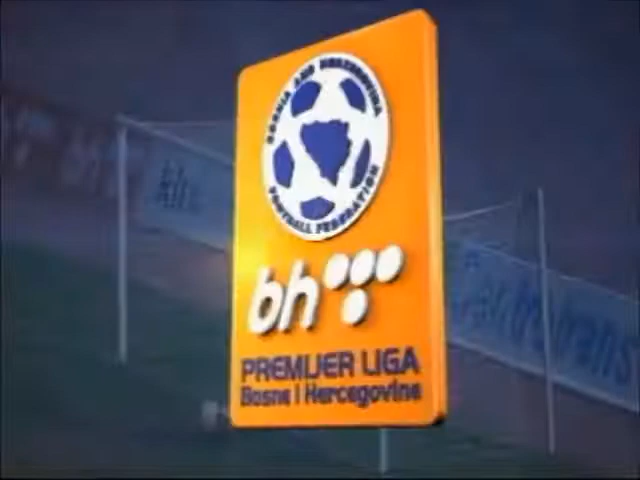 BOSNIA AND HERZEGOVINA
FOOTBALL FEDERATION
bh
PREMIJER LIGA
Bosne i Hercegovine